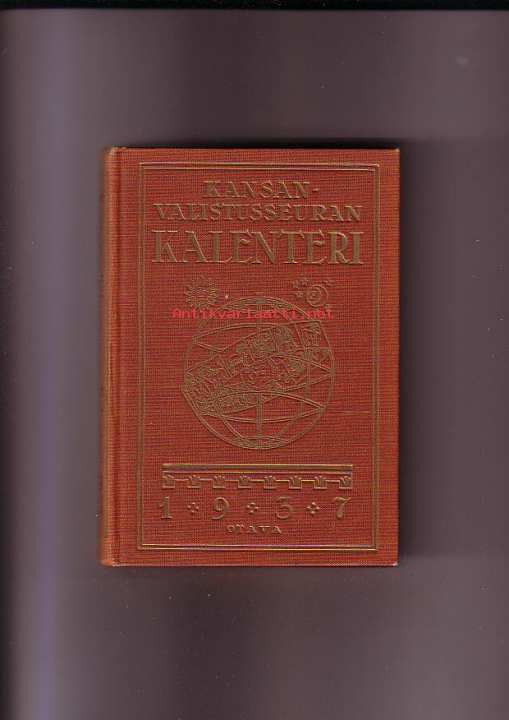 KANSAN-
VALISTUSSEURAN
KALENTERI
Antikvariaatti.net
1 9 3 7
OTAVA